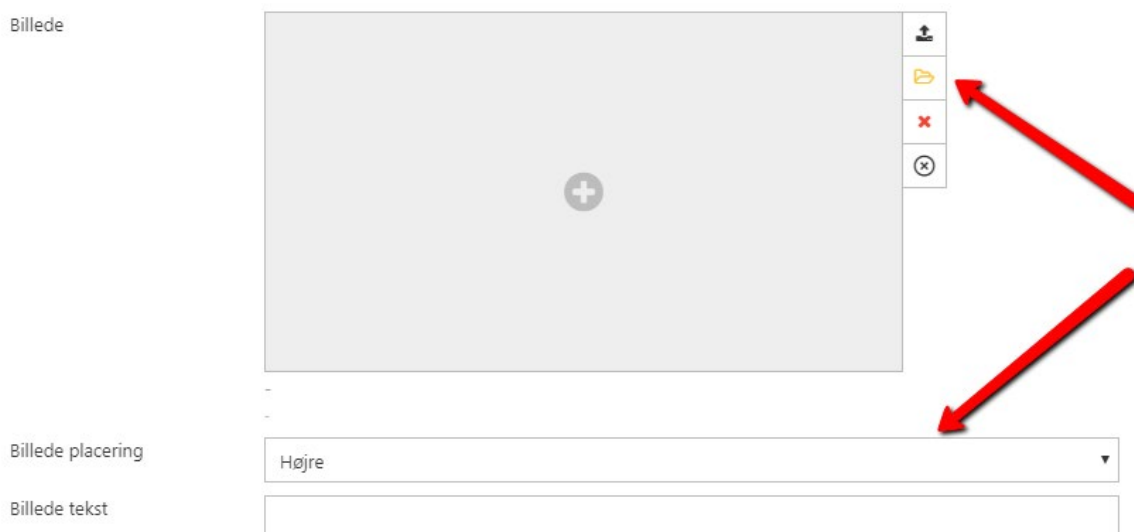 Billede
-
-
Billede placering
Højre
Billede tekst